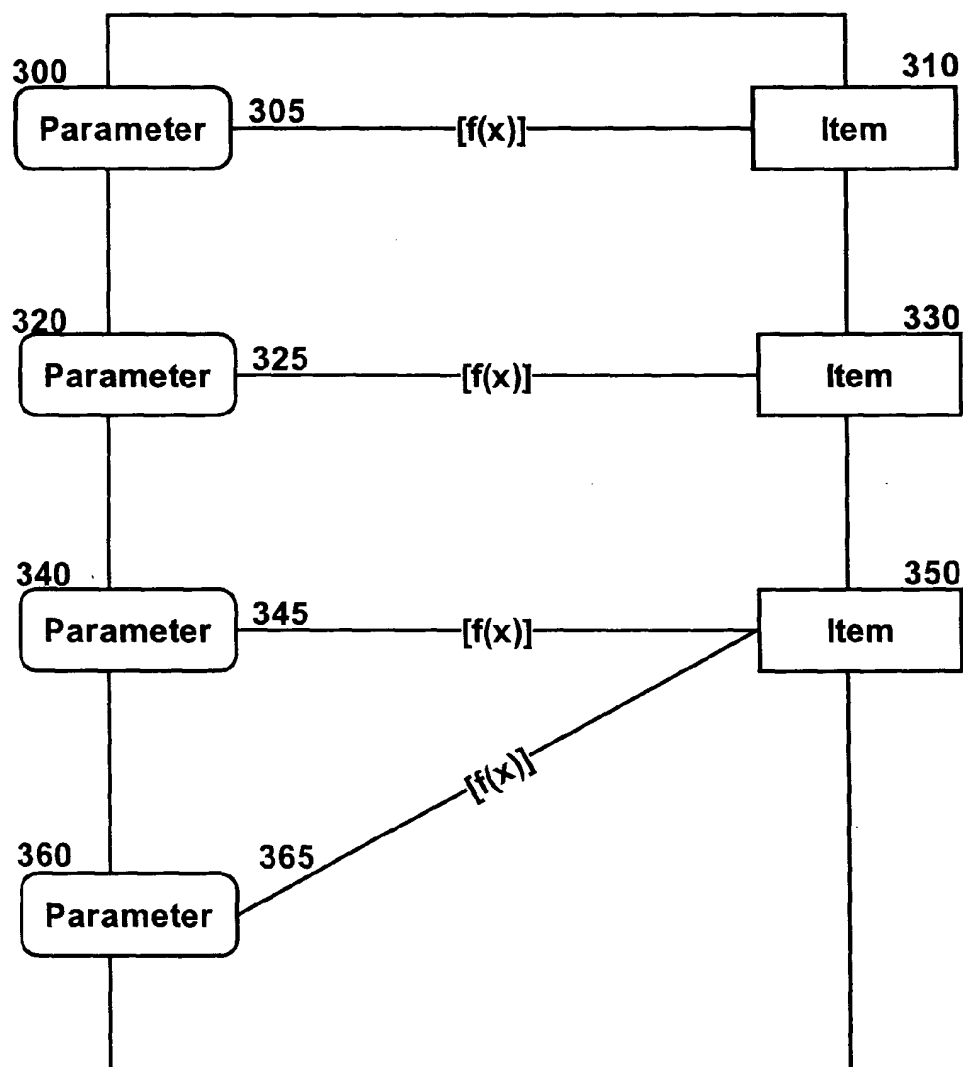 300
310
Parameter
305
[f(x)]
Item
320
330
Parameter
325
[f(x)]
Item
340
350
Parameter
345
[f(x)]
Item
[f(x)]
360
365
Parameter